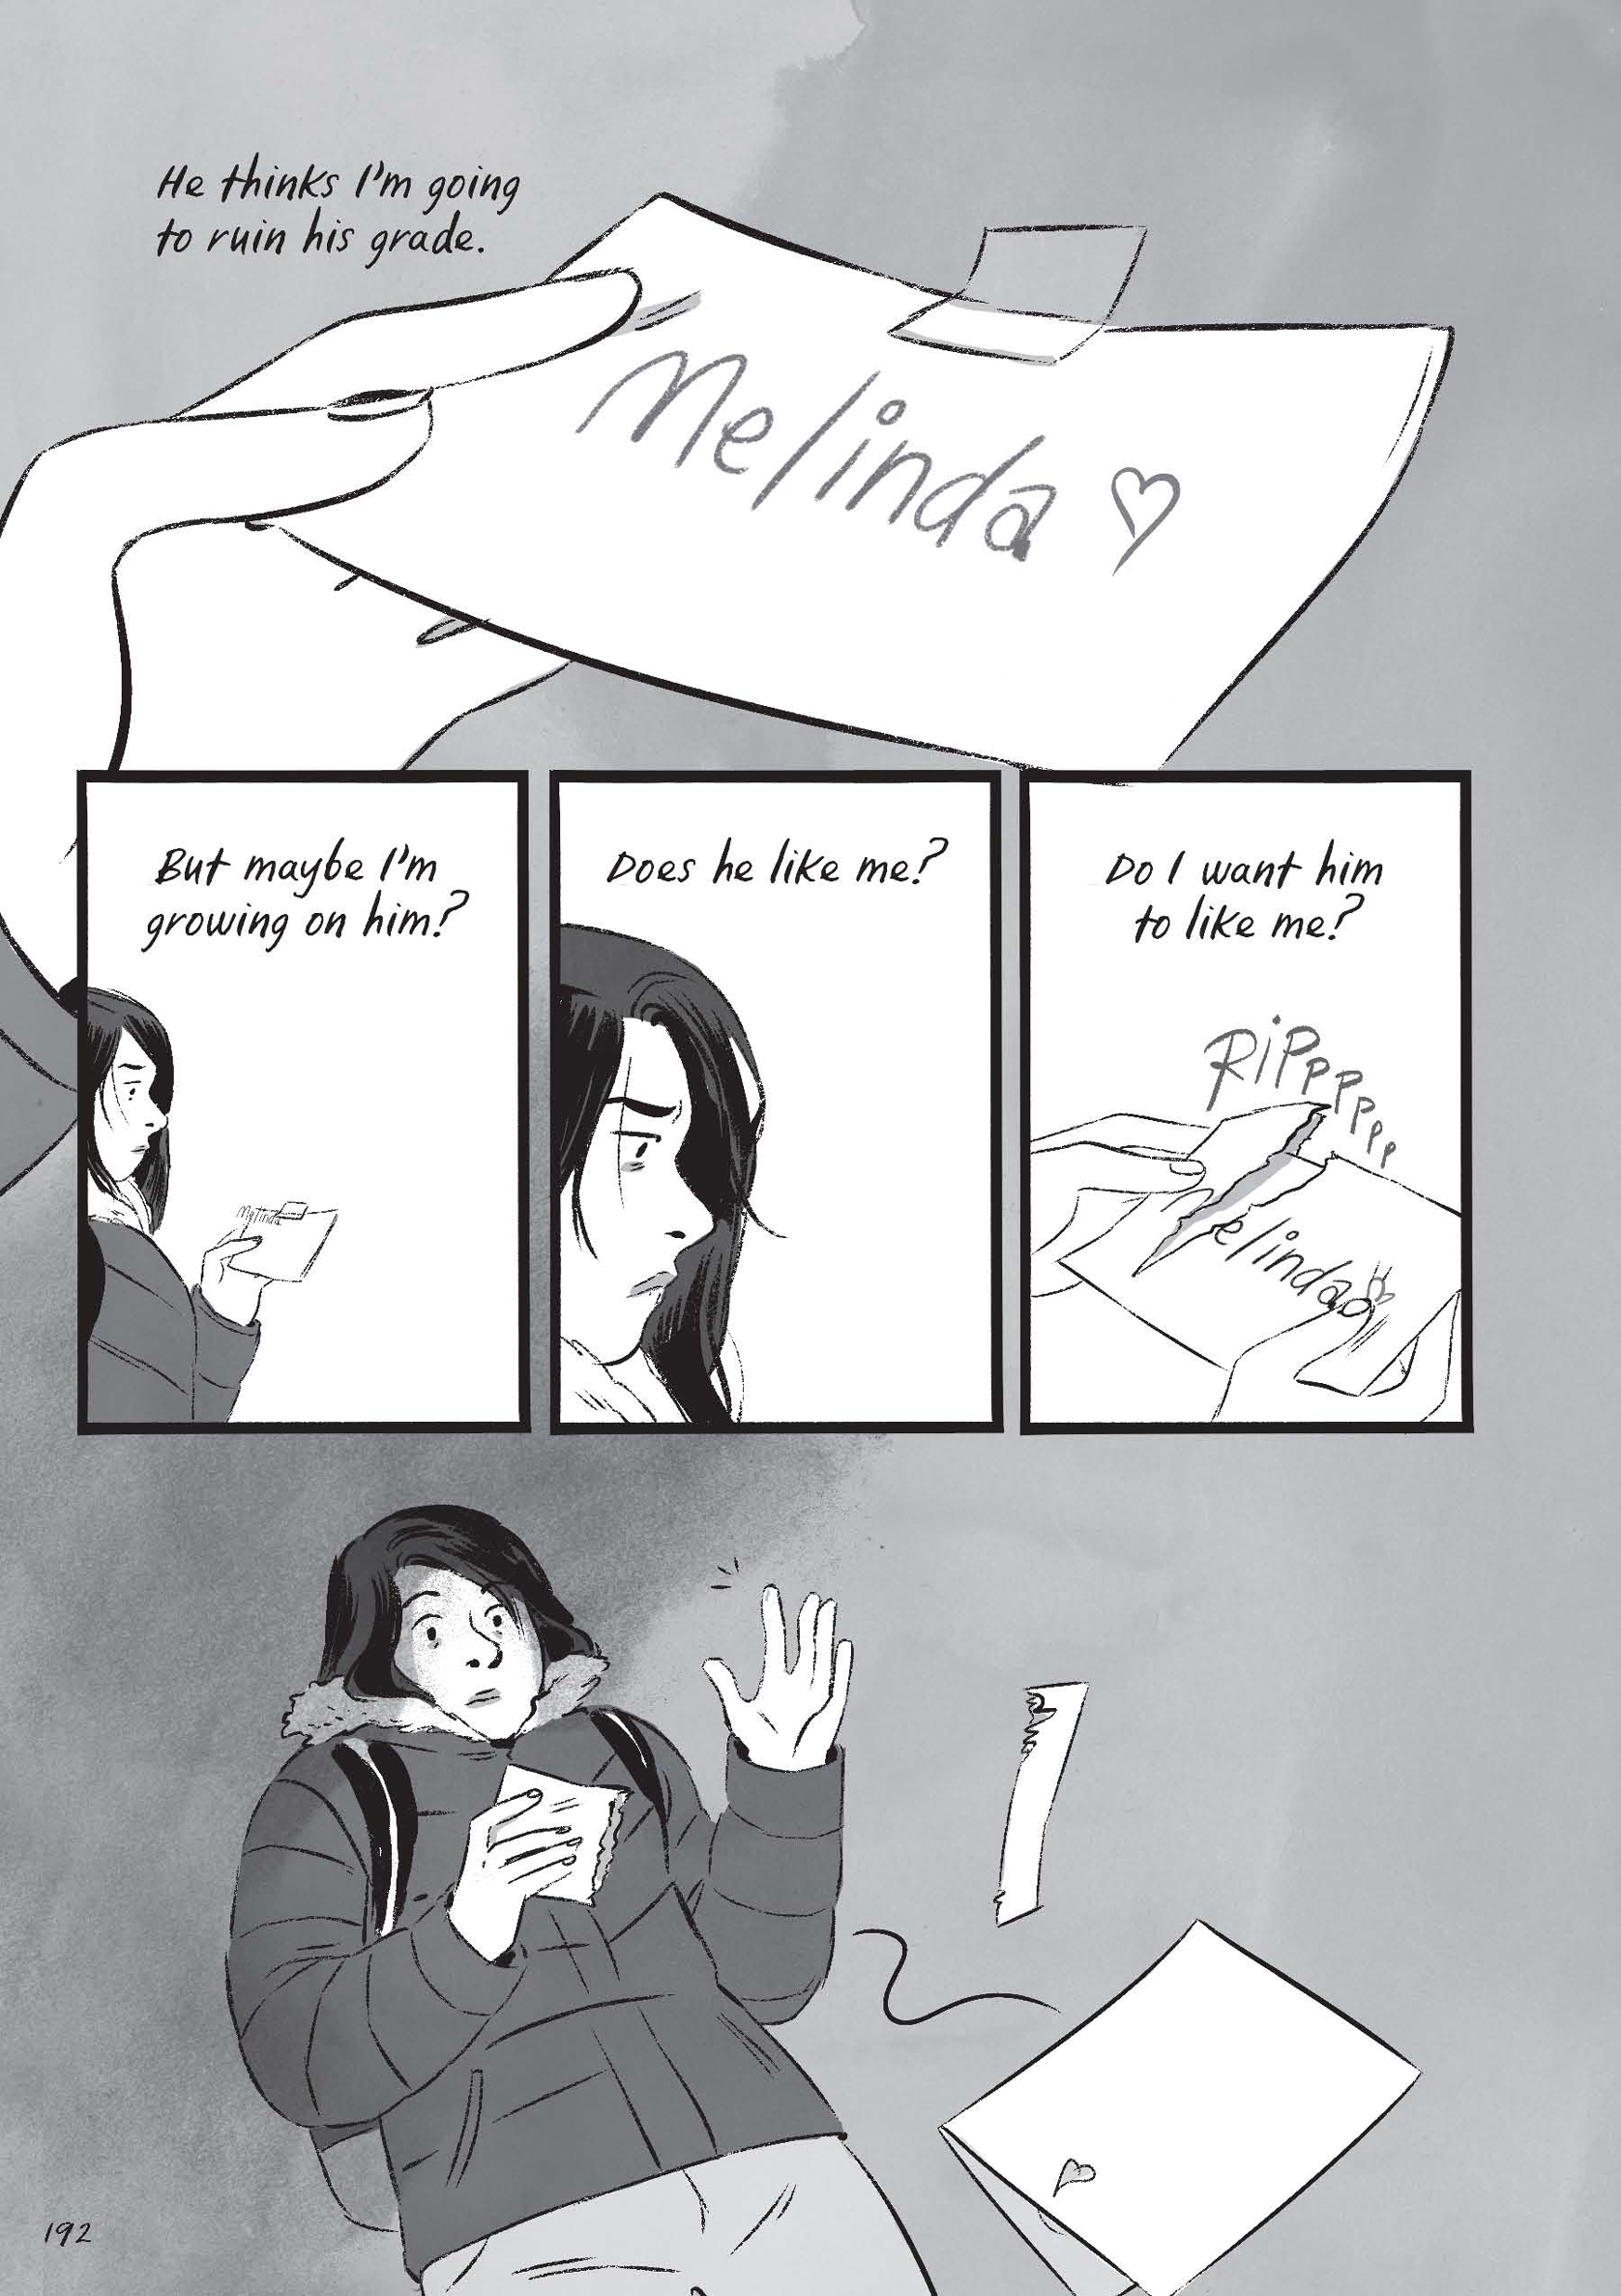 He thinks I'm going
to ruin his grade.
Melinda
But maybe I'm
growing on him?
Melinda
Does he like me?
Do I want him
to like me?
RIPPPPPPP
elinda
192